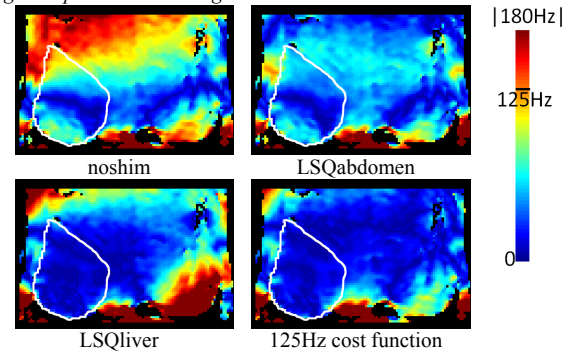 |180Hz|
125Hz
0
noshim
LSQabdomen
LSQliver
125Hz cost function